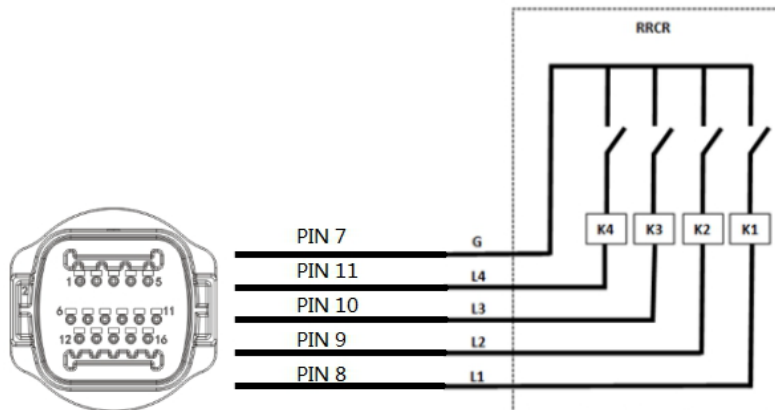 RRCR
K4 K3 K2 K1
PIN 7 G
PIN 11 L4
PIN 10 L3
PIN 9 L2
PIN 8 L1
1 5
2
6 11
12 16